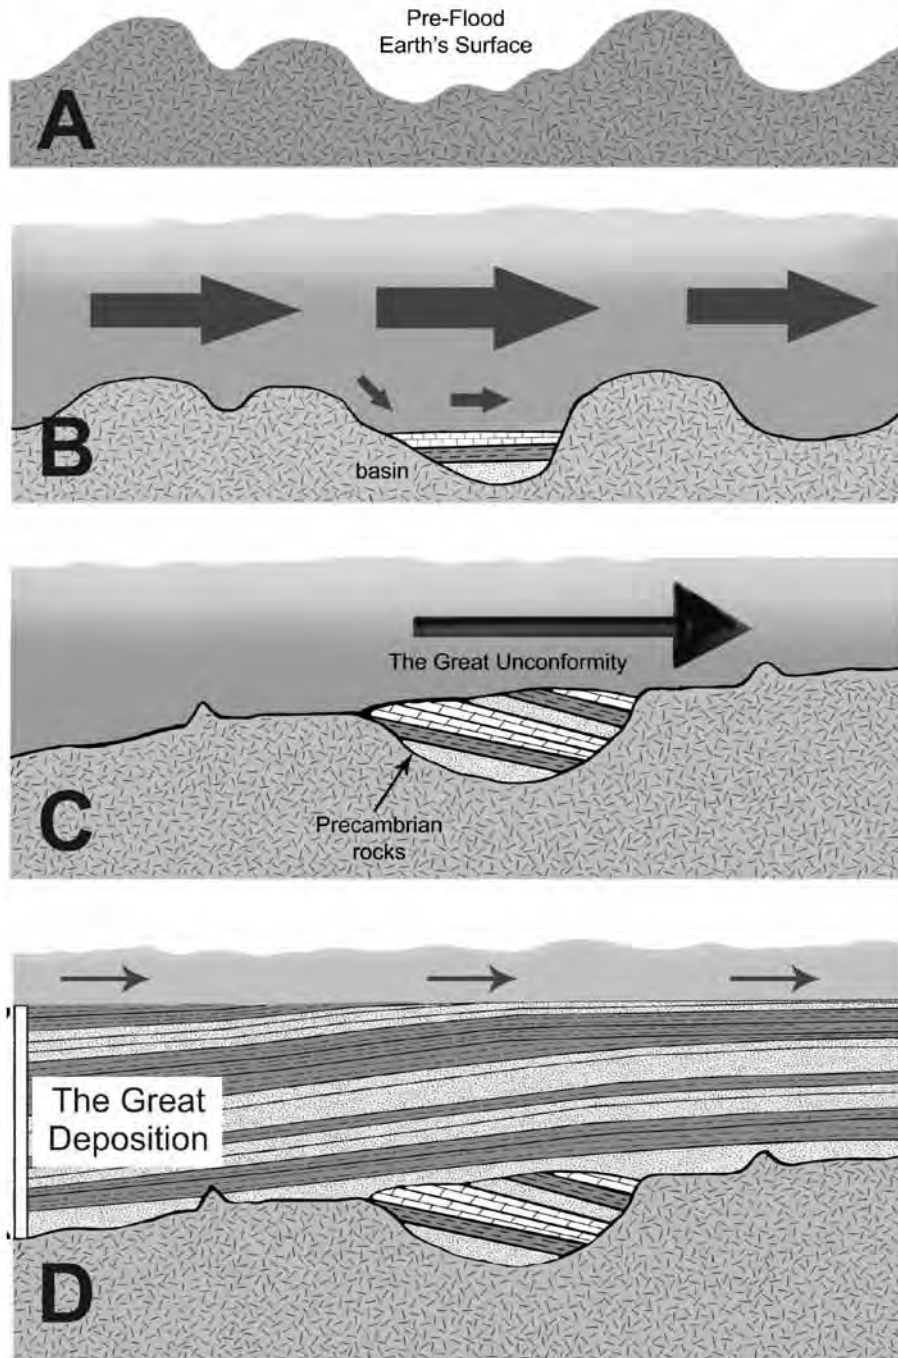 Pre-Flood
Earth's Surface
A
B
basin
The Great Unconformity
C
Precambrian
rocks
The Great
Deposition
D